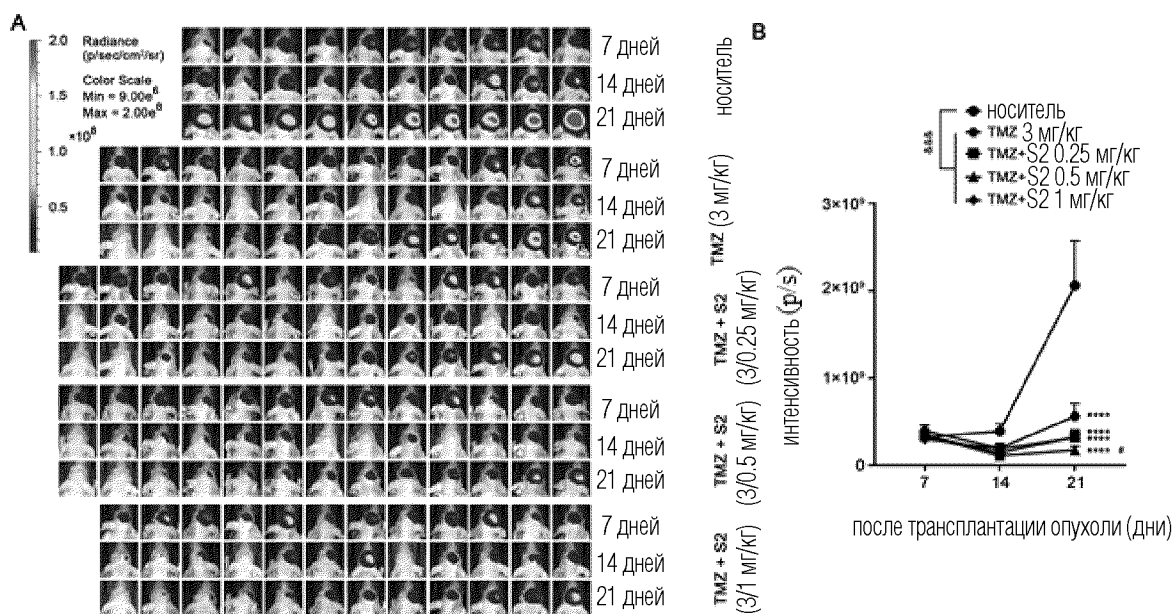 A
2.0
1.5
×10⁸
1.0
0.5
Radiance
(p/sec/cm²/sr)
Color Scale
Min = 9.00e⁶
Max = 2.00e⁸
7 дней
14 дней
21 дней
носител
7 дней
14 дней
21 дней
TMZ (3 мг/кг)
7 дней
14 дней
21 дней
TMZ + S2
(3/0.25 мг/кг)
7 дней
14 дней
21 дней
TMZ + S2
(3/0.5 мг/кг)
7 дней
14 дней
21 дней
TMZ + S2
(3/1 мг/кг)
B
&&&
носитель
TMZ 3 мг/кг
TMZ+S2 0.25 мг/кг
TMZ+S2 0.5 мг/кг
TMZ+S2 1 мг/кг
интенсивность (p/s)
3×10⁹
2×10⁹
1×10⁹
0
****
****
****
**** #
7 14 21
после трансплантации опухоли (дни)